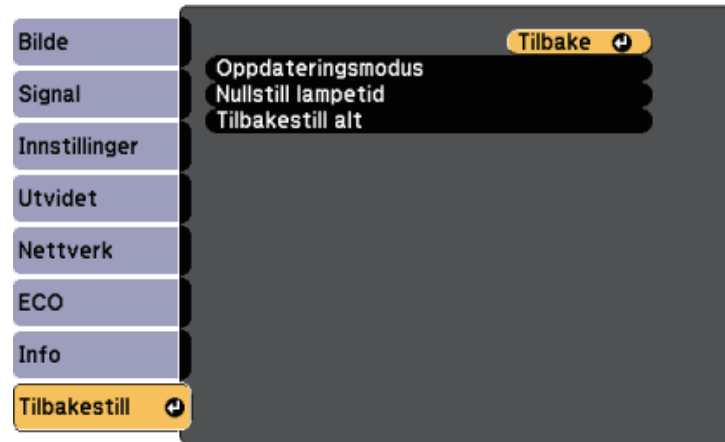 Bilde
Signal
Innstillinger
Utvidet
Nettverk
ECO
Info
Tilbakestill
Tilbake
Oppdateringsmodus
Nullstill lampetid
Tilbakestill alt